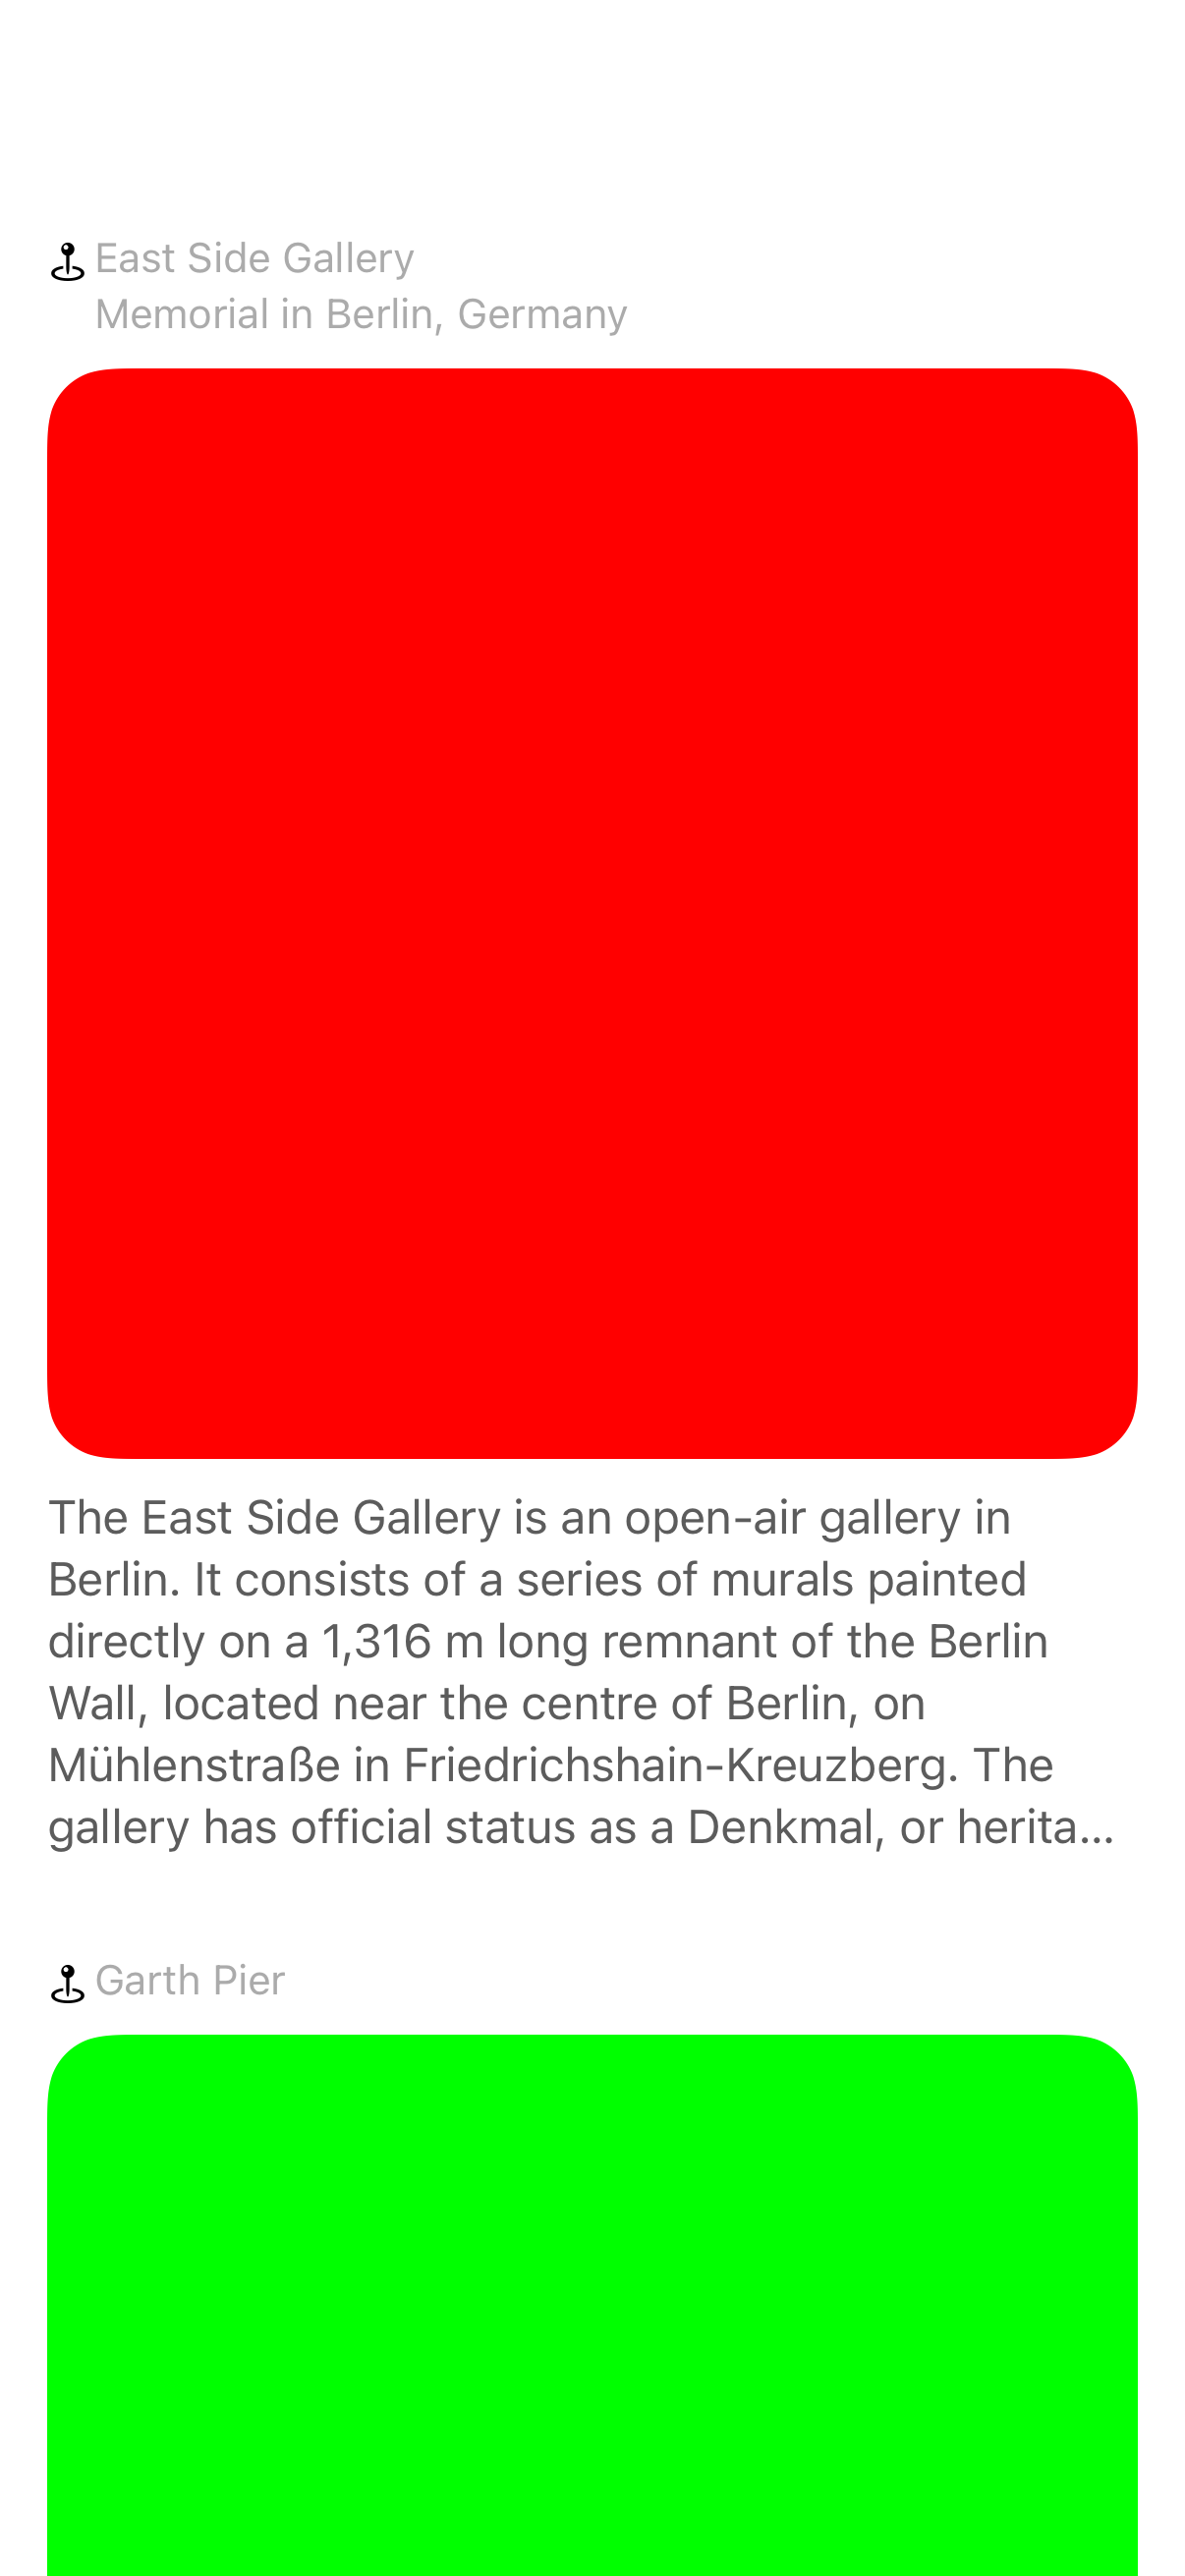 East Side Gallery
Memorial in Berlin, Germany
The East Side Gallery is an open-air gallery in
Berlin. It consists of a series of murals painted
directly on a 1,316 m long remnant of the Berlin
Wall, located near the centre of Berlin, on
Mühlenstraße in Friedrichshain-Kreuzberg. The
gallery has official status as a Denkmal, or herita...
Garth Pier